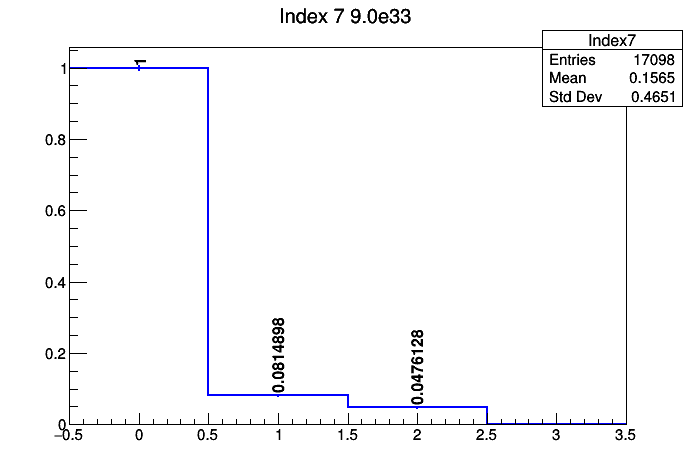 Index 7 9.0e33
Index7
Entries 17098
Mean 0.1565
Std Dev 0.4651
1
0.8
0.6
0.4
0.2
0
1
0.0814898
0.0476128
−0.5 0 0.5 1 1.5 2 2.5 3 3.5